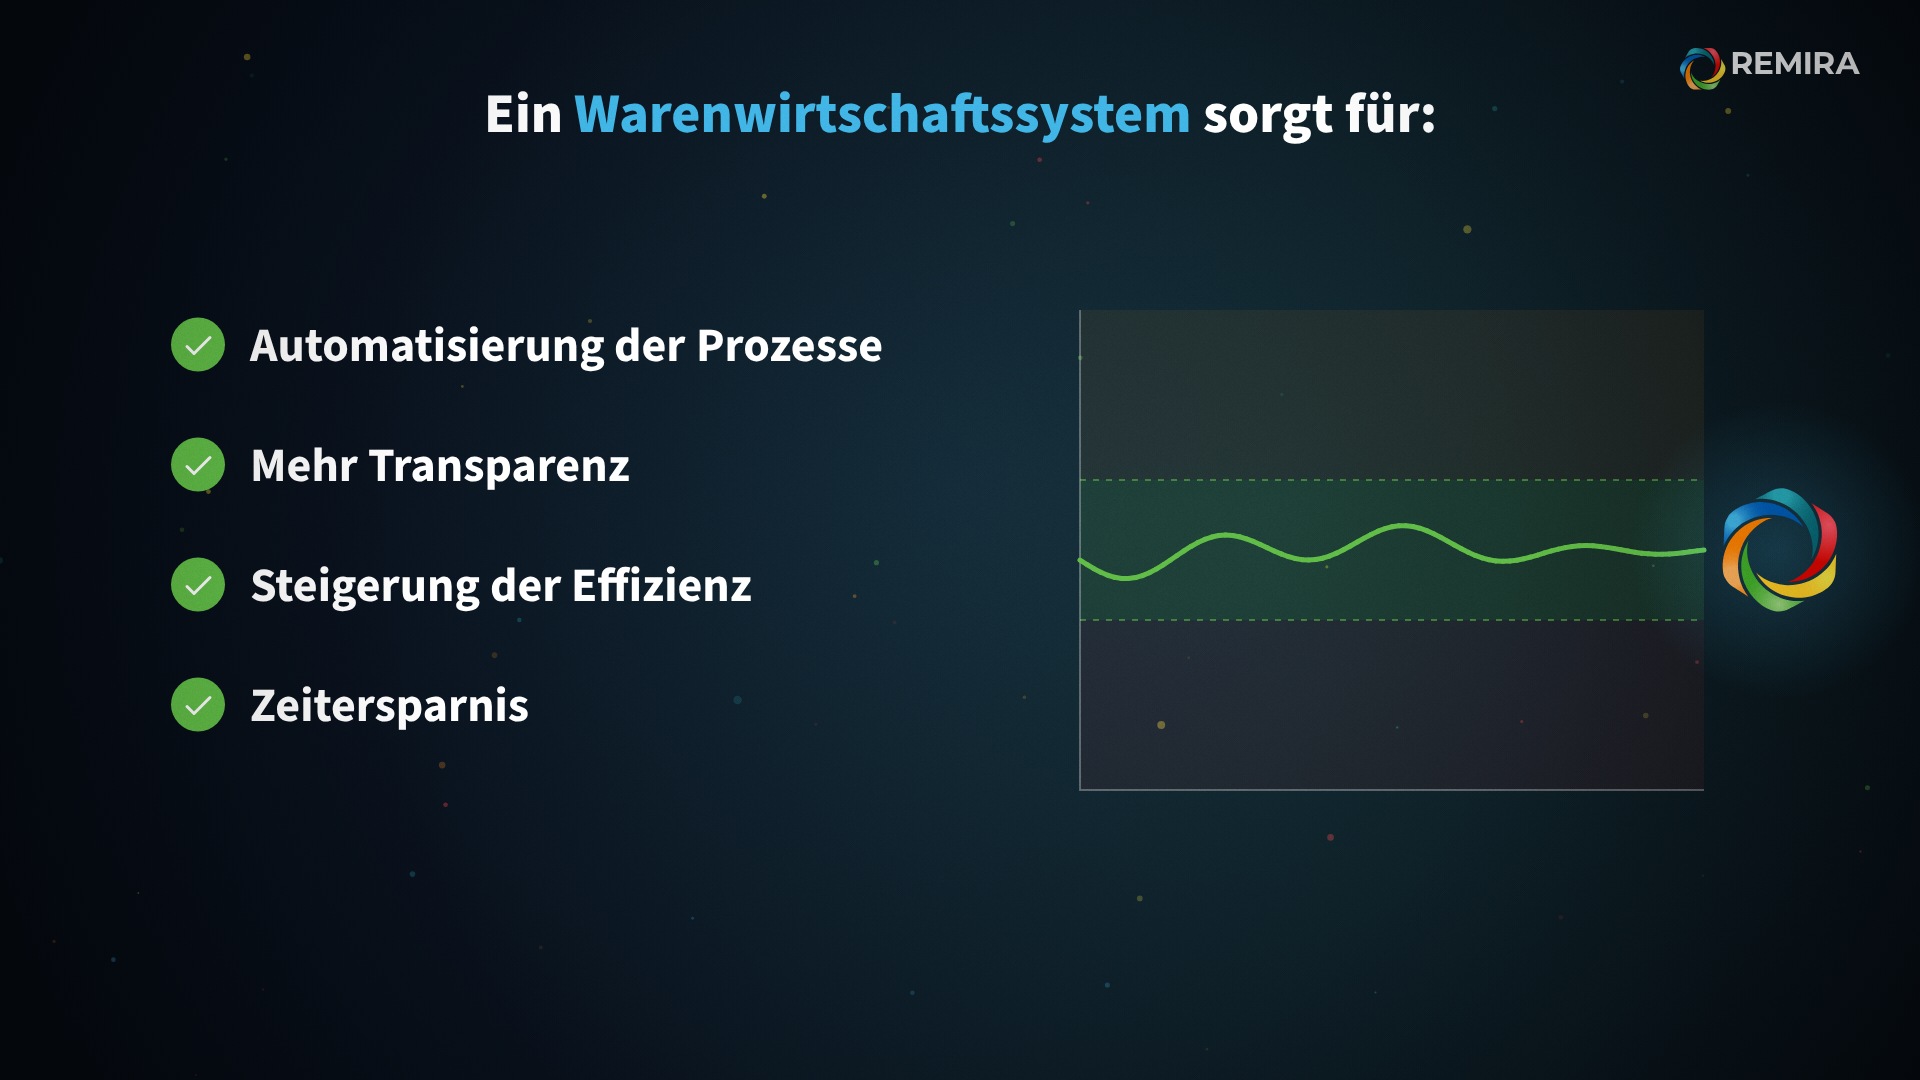 REMIRA
Ein Warenwirtschaftssystem sorgt für:
Automatisierung der Prozesse
Mehr Transparenz
Steigerung der Effizienz
Zeitersparnis